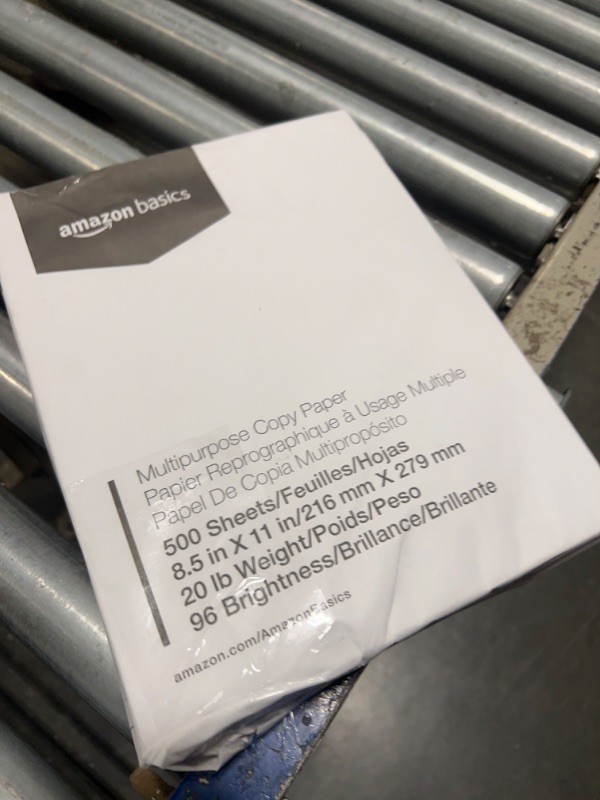 amazon basics
Multipurpose Copy Paper
Papier Reprographique à Usage Multiple
Papel De Copia Multipropósito
500 Sheets/Feuilles/Hojas
8.5 in X 11 in/216 mm X 279 mm
20 lb Weight/Poids/Peso
96 Brightness/Brillance/Brillante
amazon.com/AmazonBasics